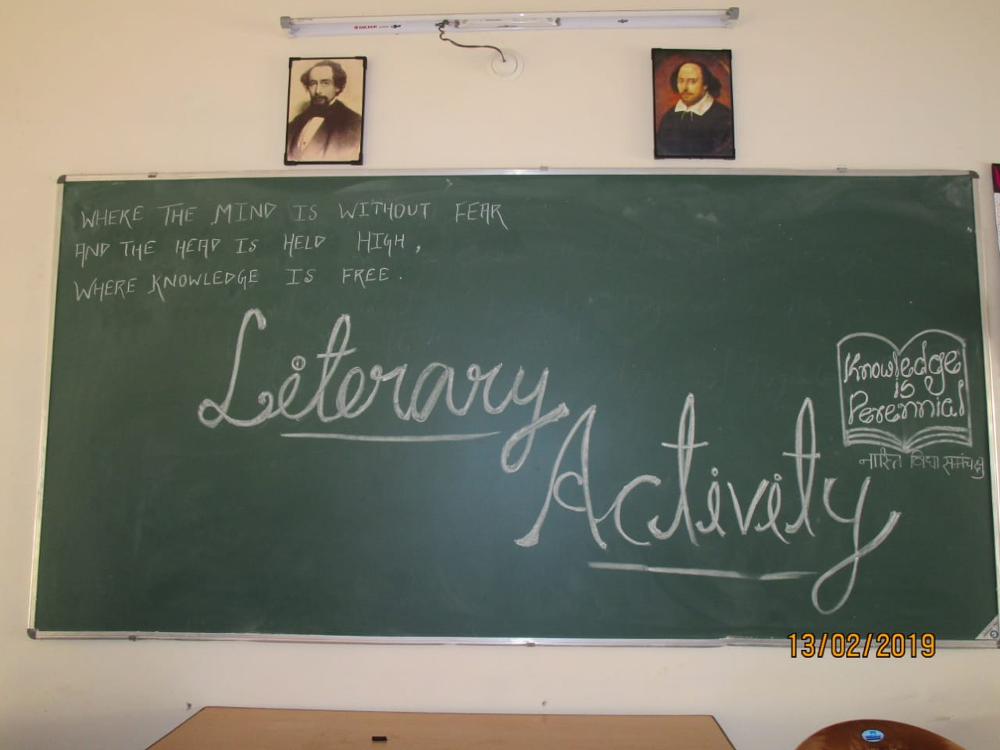 ANCHOR
WHERE THE MIND IS WITHOUT FEAR
AND THE HEAD IS HELD HIGH,
WHERE KNOWLEDGE IS FREE.
Literary
Activity
Knowledge
is
Perennial
नास्ति विद्या समंचक्षु
13/02/2019